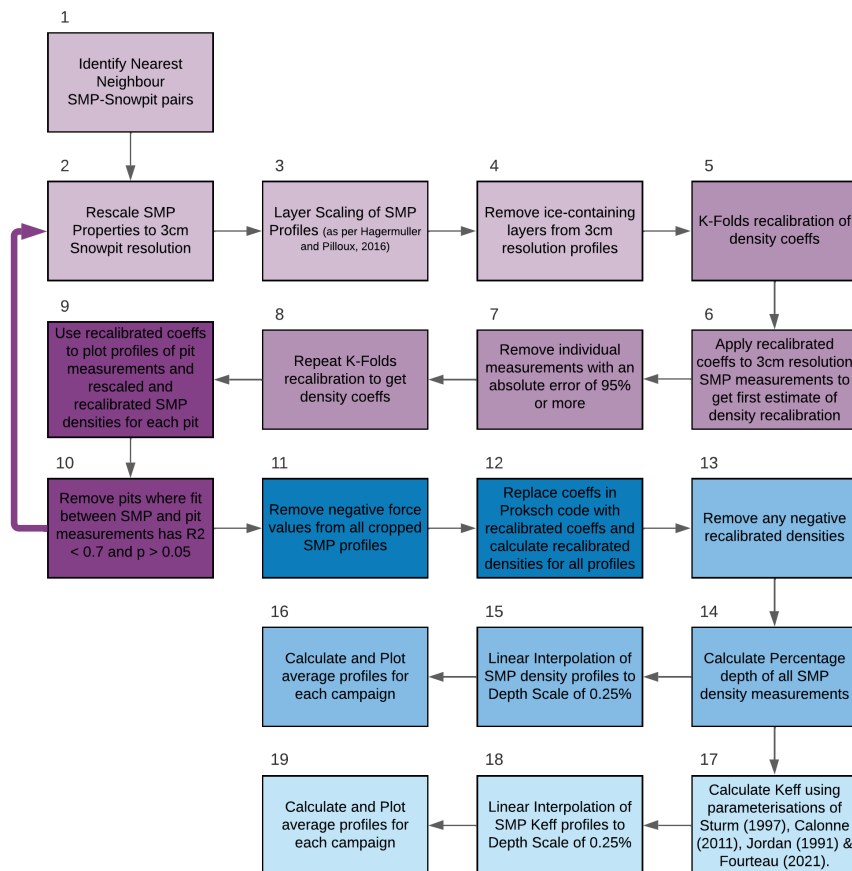 1
Identify Nearest
Neighbour
SMP-Snowpit pairs
2
Rescale SMP
Properties to 3cm
Snowpit resolution
3
Layer Scaling of SMP
Profiles (as per Hagermuller
and Pilloux, 2016)
4
Remove ice-containing
layers from 3cm
resolution profiles
5
K-Folds recalibration of
density coeffs
6
Apply recalibrated
coeffs to 3cm resolution
SMP measurements to
get first estimate of
density recalibration
7
Remove individual
measurements with an
absolute error of 95%
or more
8
Repeat K-Folds
recalibration to get
density coeffs
9
Use recalibrated coeffs
to plot profiles of pit
measurements and
rescaled and
recalibrated SMP
densities for each pit
10
Remove pits where fit
between SMP and pit
measurements has R2
< 0.7 and p > 0.05
11
Remove negative force
values from all cropped
SMP profiles
12
Replace coeffs in
Proksch code with
recalibrated coeffs and
calculate recalibrated
densities for all profiles
13
Remove any negative
recalibrated densities
14
Calculate Percentage
depth of all SMP
density measurements
15
Linear Interpolation of
SMP density profiles to
Depth Scale of 0.25%
16
Calculate and Plot
average profiles for
each campaign
17
Calculate Keff using
parameterisations of
Sturm (1997), Calonne
(2011), Jordan (1991) &
Fourteau (2021).
18
Linear Interpolation of
SMP Keff profiles to
Depth Scale of 0.25%
19
Calculate and Plot
average profiles for
each campaign